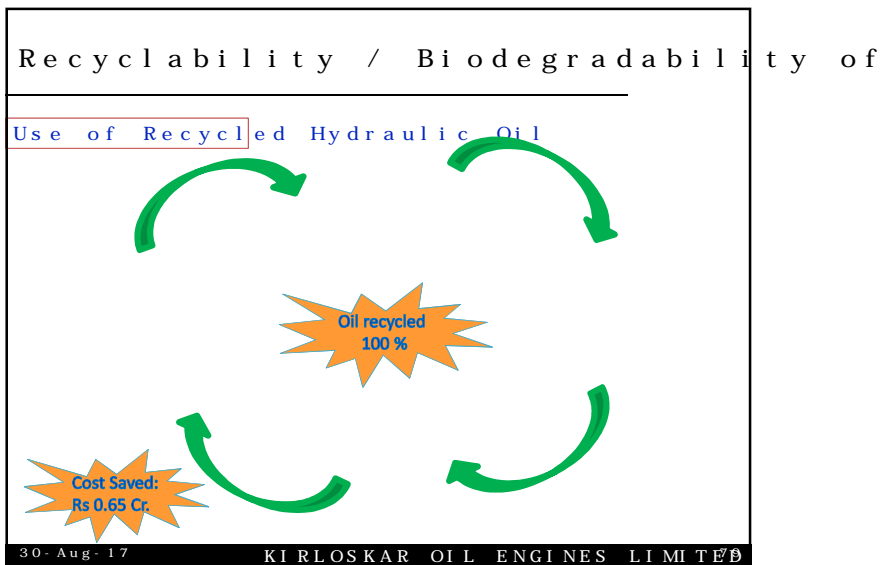 Recyclability / Biodegradability of
Use of Recycled Hydraulic Oil
Oil recycled
100 %
Cost Saved:
Rs 0.65 Cr.
30-Aug-17
KIRLOSKAR OIL ENGINES LIMITED